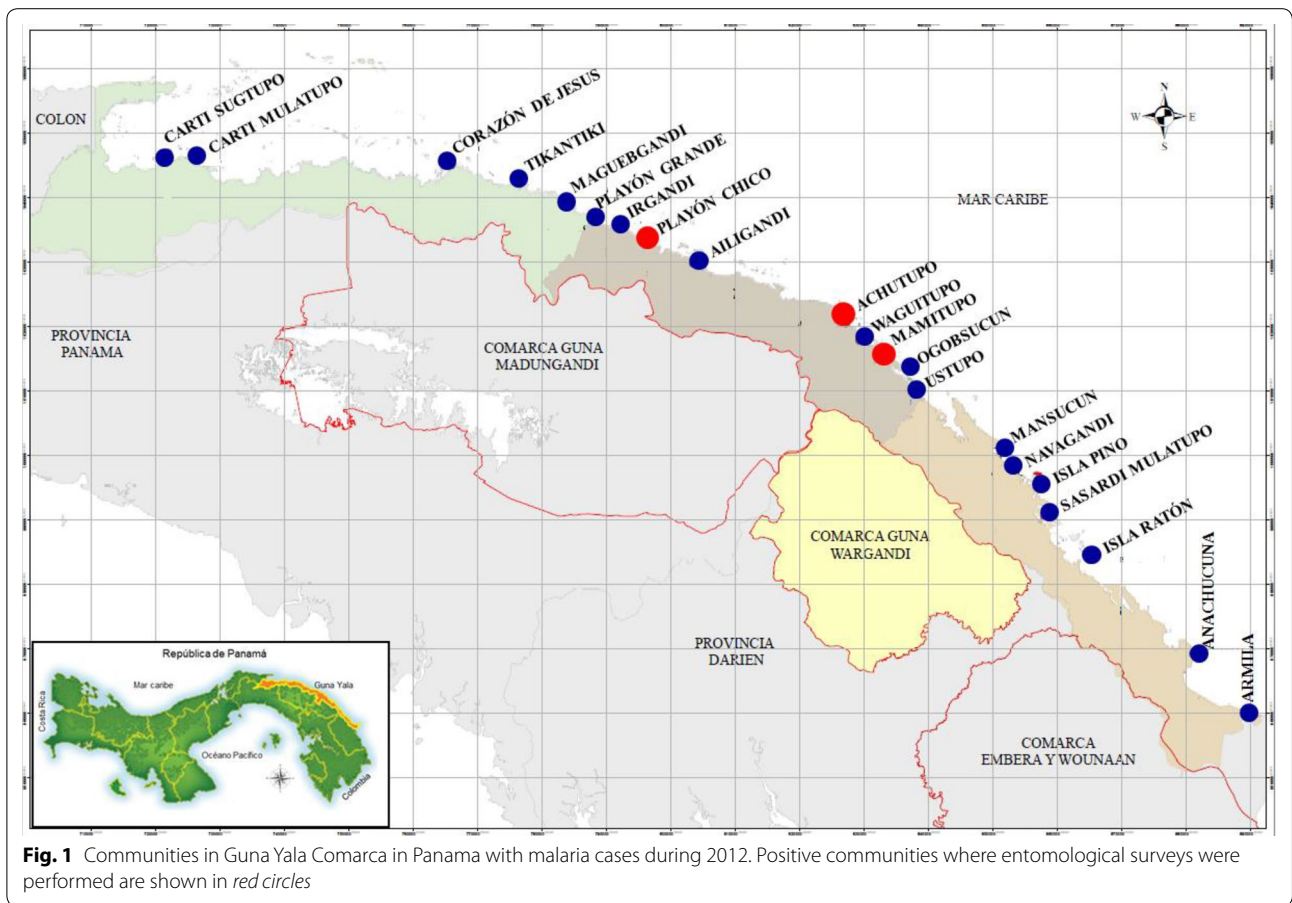 COLON
CARTI SUGTUPO
CARTI MULATUPO
CORAZÓN DE JESUS
TIKANTIKI
MAGUEBGANDI
PLAYÓN GRANDE
IRGANDI
PLAYÓN CHICO
AILIGANDI
N
W
E
S
MAR CARIBE
ACHUTUPO
WAGUITUPO
MAMITUPO
OGOBSUCUN
USTUPO
PROVINCIA
PANAMA
COMARCA GUNA
MADUNGANDI
MANSUCUN
NAVAGANDI
ISLA PINO
SASARDI MULATUPO
ISLA RATÓN
COMARCA GUNA
WARGANDI
ANACHUCUNA
ARMILA
PROVINCIA
DARIEN
COMARCA
EMBERA Y WOUNAAN
República de Panamá
Mar caribe
Guna Yala
Costa Rica
Océano Pacífico
Colombia
Fig. 1 Communities in Guna Yala Comarca in Panama with malaria cases during 2012. Positive communities where entomological surveys were
performed are shown in red circles